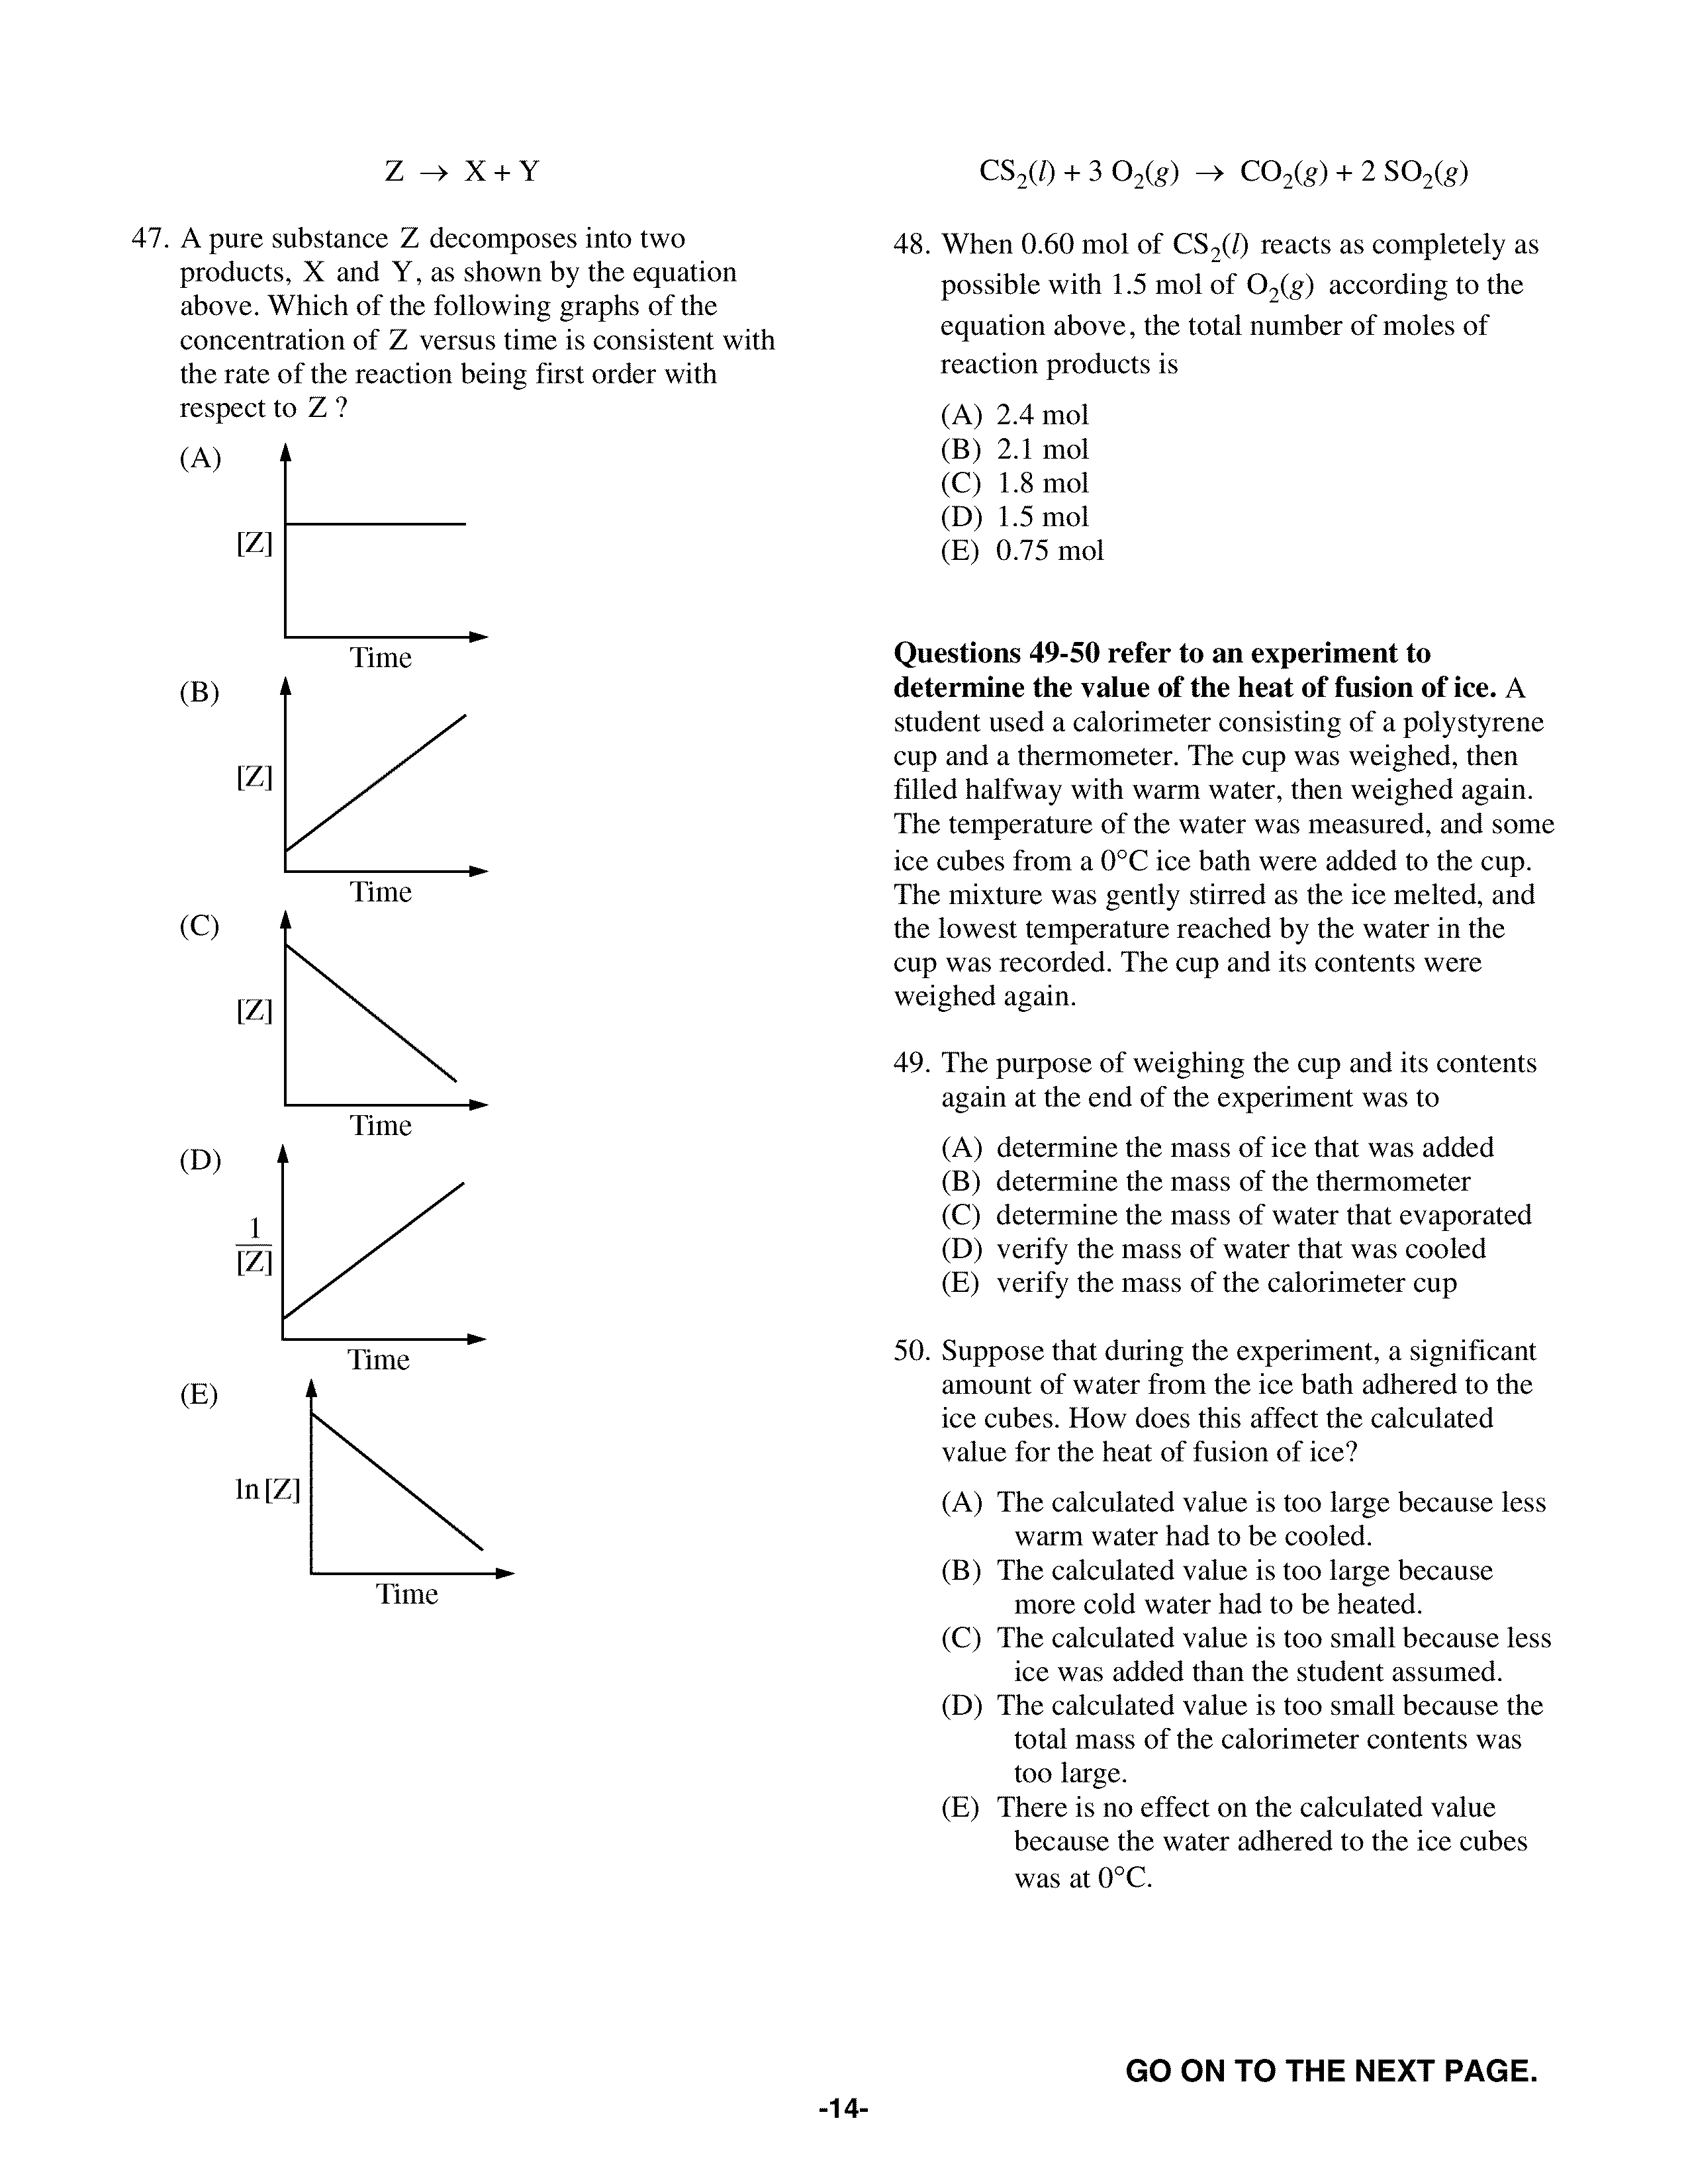 Z → X + Y
47. A pure substance Z decomposes into two
products, X and Y, as shown by the equation
above. Which of the following graphs of the
concentration of Z versus time is consistent with
the rate of the reaction being first order with
respect to Z ?
(A)
[Z]
Time
(B)
[Z]
Time
(C)
[Z]
Time
(D)
1
[Z]
Time
(E)
ln [Z]
Time
CS₂(l) + 3 O₂(g) → CO₂(g) + 2 SO₂(g)
48. When 0.60 mol of CS₂(l) reacts as completely as
possible with 1.5 mol of O₂(g) according to the
equation above, the total number of moles of
reaction products is
(A) 2.4 mol
(B) 2.1 mol
(C) 1.8 mol
(D) 1.5 mol
(E) 0.75 mol
Questions 49-50 refer to an experiment to
determine the value of the heat of fusion of ice. A
student used a calorimeter consisting of a polystyrene
cup and a thermometer. The cup was weighed, then
filled halfway with warm water, then weighed again.
The temperature of the water was measured, and some
ice cubes from a 0°C ice bath were added to the cup.
The mixture was gently stirred as the ice melted, and
the lowest temperature reached by the water in the
cup was recorded. The cup and its contents were
weighed again.
49. The purpose of weighing the cup and its contents
again at the end of the experiment was to
(A) determine the mass of ice that was added
(B) determine the mass of the thermometer
(C) determine the mass of water that evaporated
(D) verify the mass of water that was cooled
(E) verify the mass of the calorimeter cup
50. Suppose that during the experiment, a significant
amount of water from the ice bath adhered to the
ice cubes. How does this affect the calculated
value for the heat of fusion of ice?
(A) The calculated value is too large because less
warm water had to be cooled.
(B) The calculated value is too large because
more cold water had to be heated.
(C) The calculated value is too small because less
ice was added than the student assumed.
(D) The calculated value is too small because the
total mass of the calorimeter contents was
too large.
(E) There is no effect on the calculated value
because the water adhered to the ice cubes
was at 0°C.
GO ON TO THE NEXT PAGE.
-14-